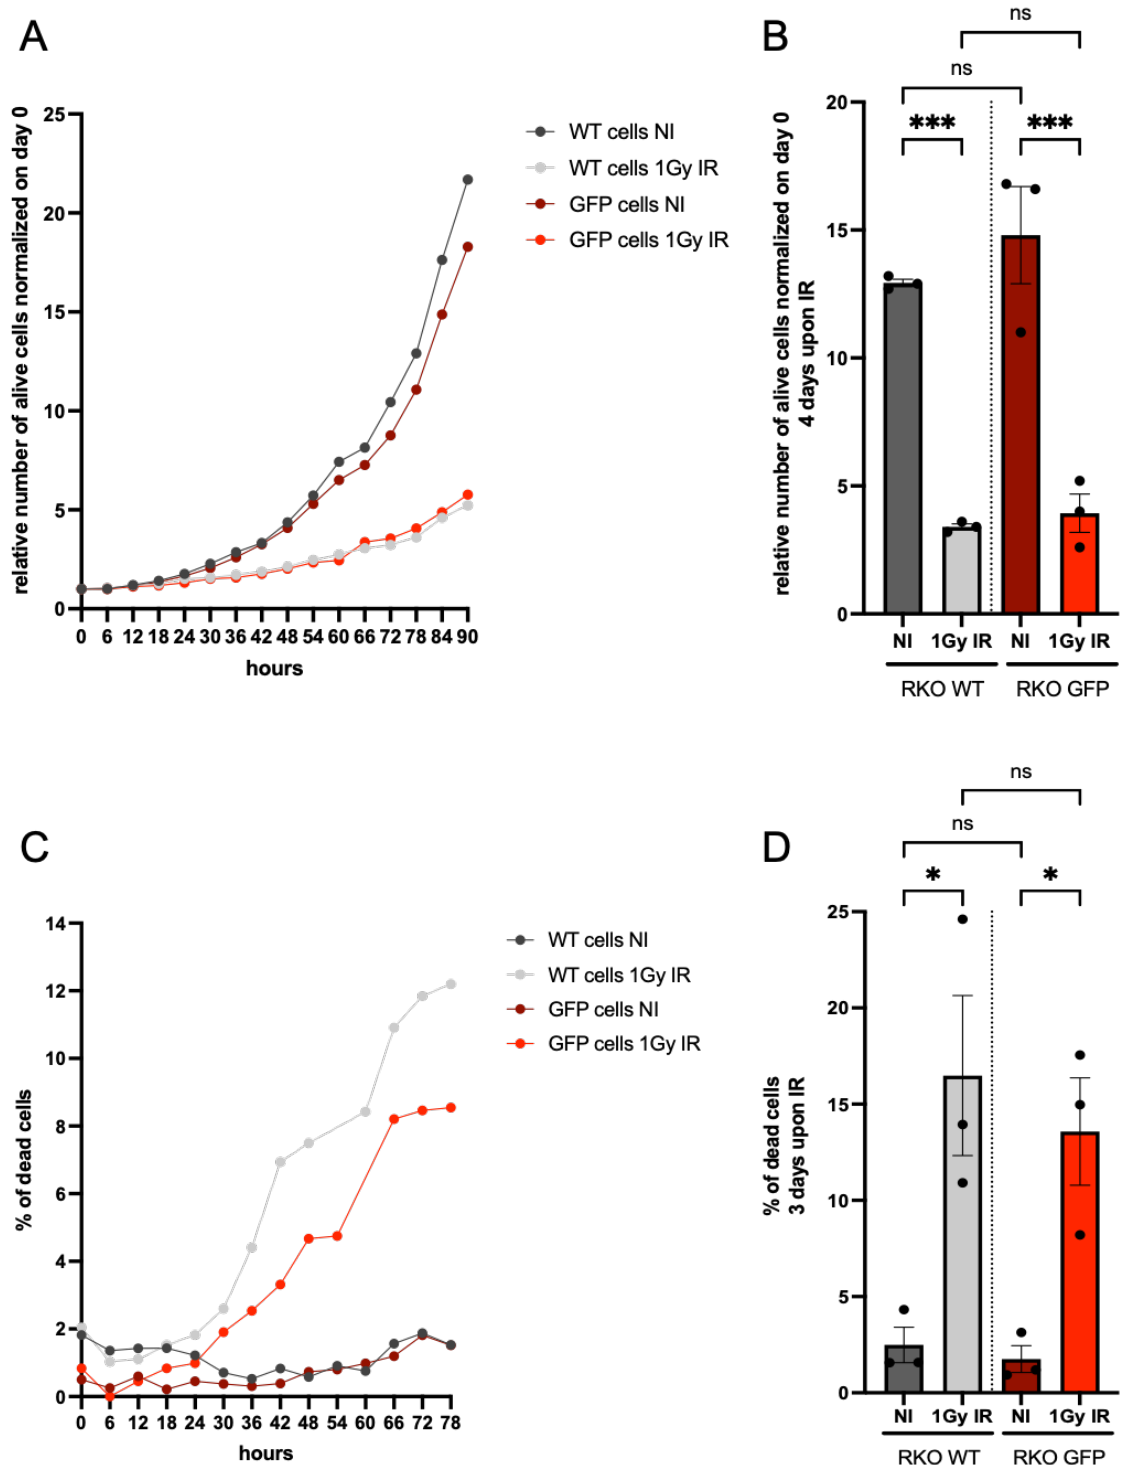 A
relative number of alive cells normalized on day 0
25
20
15
10
5
0
0 6 12 18 24 30 36 42 48 54 60 66 72 78 84 90
hours
WT cells NI
WT cells 1Gy IR
GFP cells NI
GFP cells 1Gy IR
B
ns
ns
*** ***
relative number of alive cells normalized on day 0
4 days upon IR
20
15
10
5
0
NI 1Gy IR NI 1Gy IR
RKO WT RKO GFP
C
% of dead cells
14
12
10
8
6
4
2
0
0 6 12 18 24 30 36 42 48 54 60 66 72 78
hours
WT cells NI
WT cells 1Gy IR
GFP cells NI
GFP cells 1Gy IR
D
ns
ns
* *
% of dead cells
3 days upon IR
25
20
15
10
5
0
NI 1Gy IR NI 1Gy IR
RKO WT RKO GFP